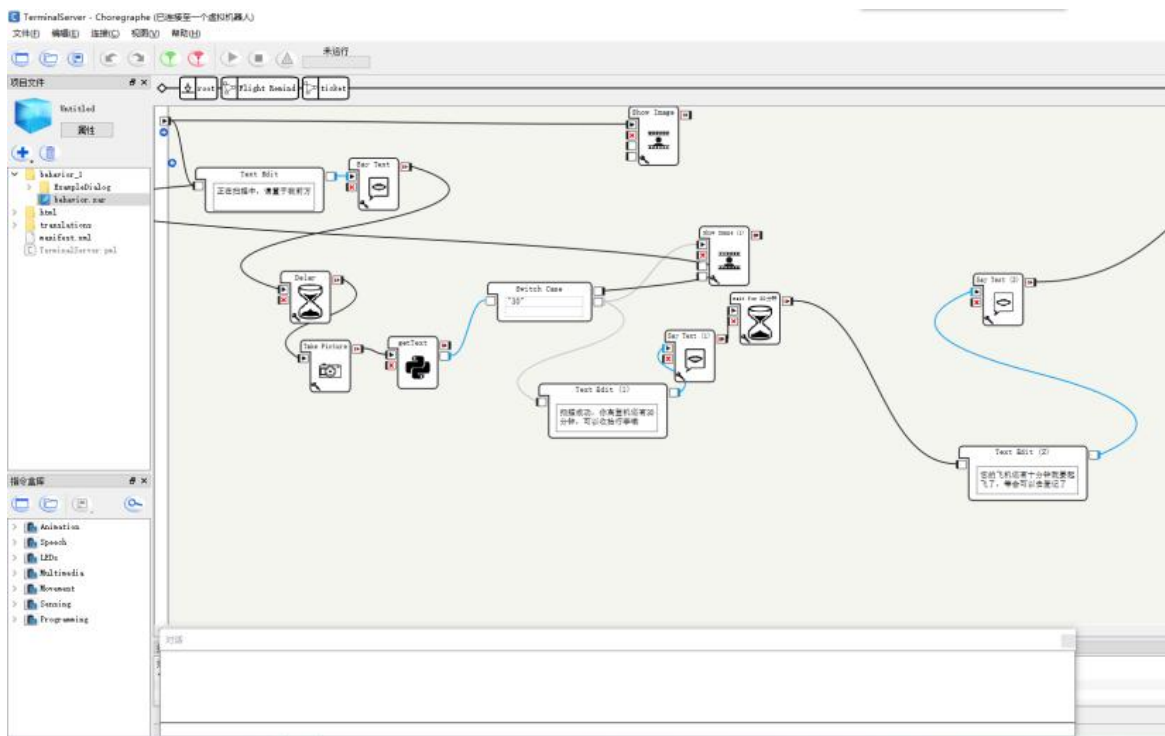 TerminalServer - Choregraphe (已连接至一个虚拟机器人)
文件(F) 编辑(E) 连接(C) 视图(V) 帮助(H)
未运行
项目文件
root Flight Remind ticket
Untitled
属性
behavior_1
ExampleDialog
behavior.xar
html
translations
manifest.xml
TerminalServer.pml
Show Image
Text Edit
正在扫描中，请置于我前方
Say Text
Show Image (1)
Delay
Switch Case
"30"
Say Text (2)
Take Picture
getText
Say Text (1)
Text Edit (1)
扫描成功，你离登机还有30
分钟，可以收拾行李哦
Text Edit (2)
您的飞机还有十分钟就要起
飞了，等会可以去登记了
指令盒库
Animation
Speech
LEDs
Multimedia
Movement
Sensing
Programming
对话